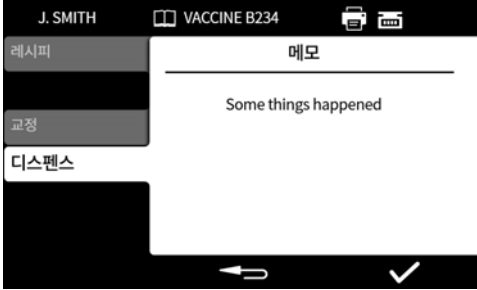 J. SMITH VACCINE B234
레시피
메모
Some things happened
교정
디스펜스